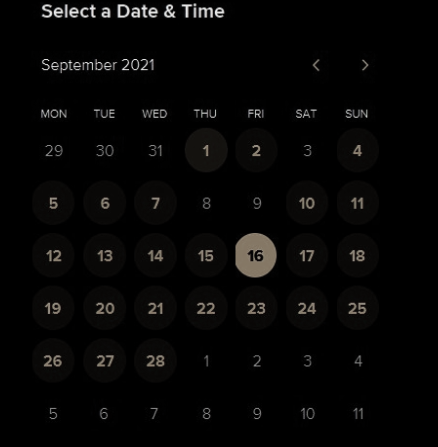 Select a Date & Time
September 2021
MON TUE WED THU FRI SAT SUN
29 30 31 1 2 3 4
5 6 7 8 9 10 11
12 13 14 15 16 17 18
19 20 21 22 23 24 25
26 27 28 1 2 3 4
5 6 7 8 9 10 11